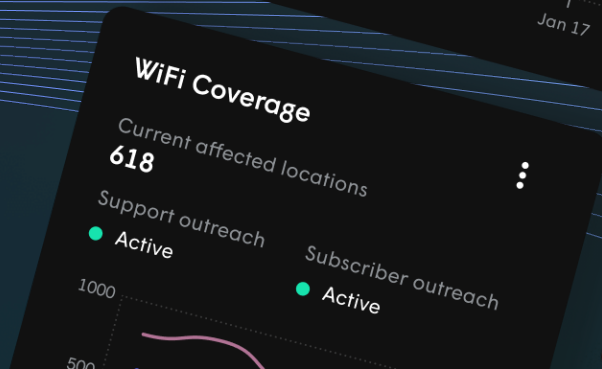 Jan 17
WiFi Coverage
Current affected locations
618
Support outreach
Active
Subscriber outreach
Active
1000
500